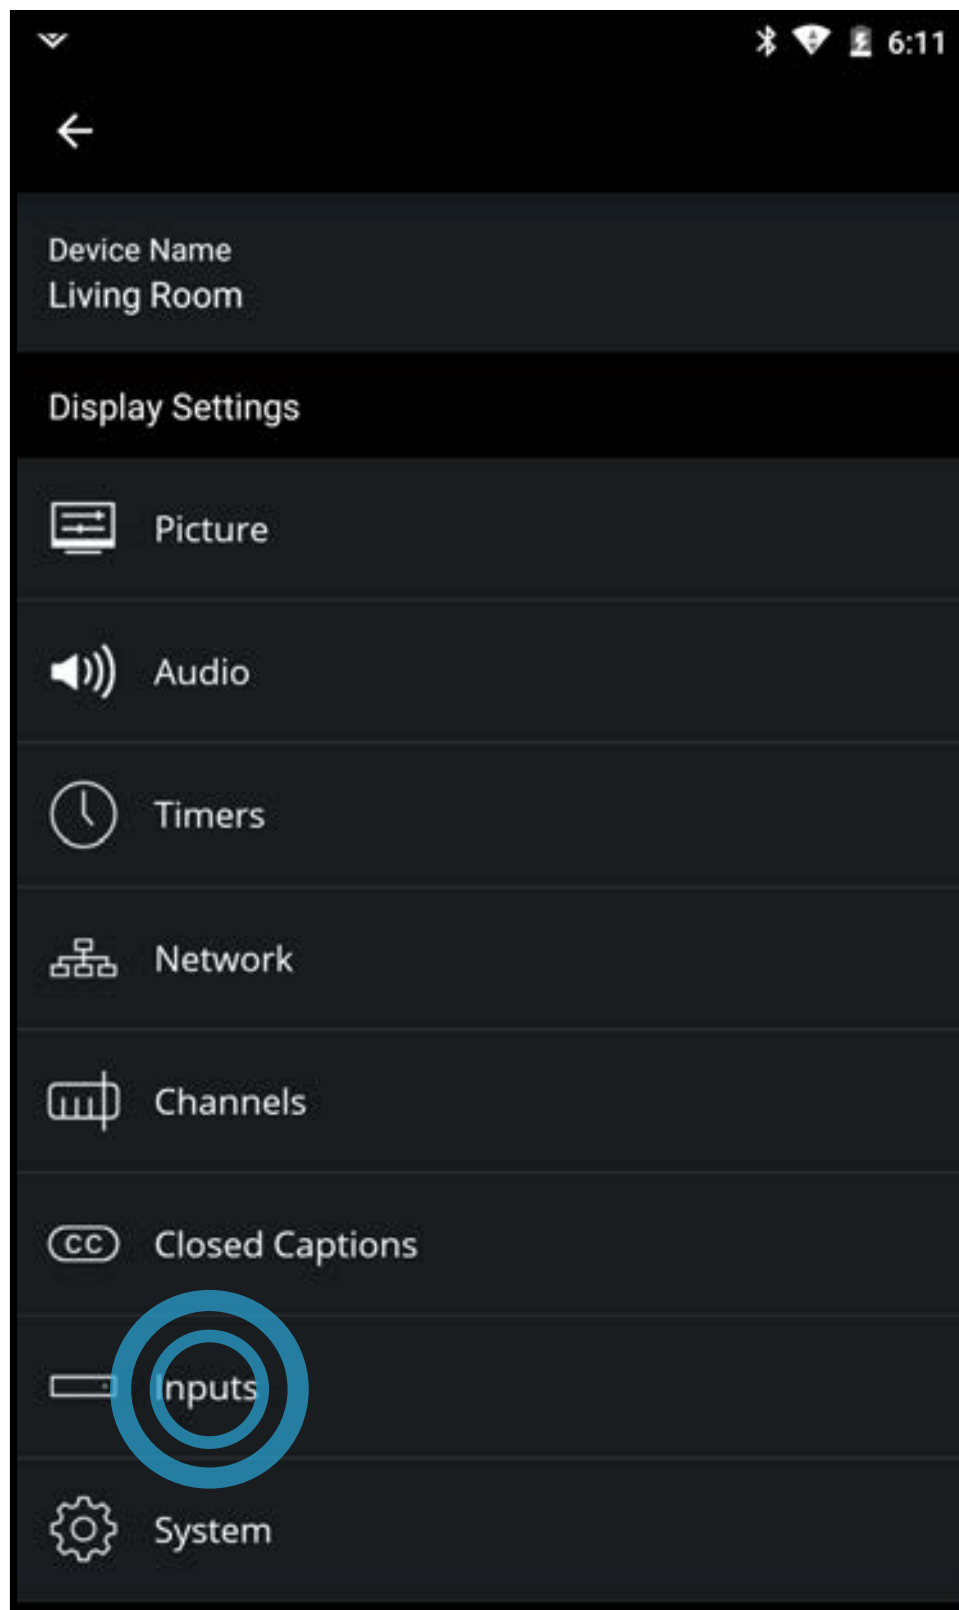 6:11
Device Name
Living Room
Display Settings
Picture
Audio
Timers
Network
Channels
CC Closed Captions
Inputs
System